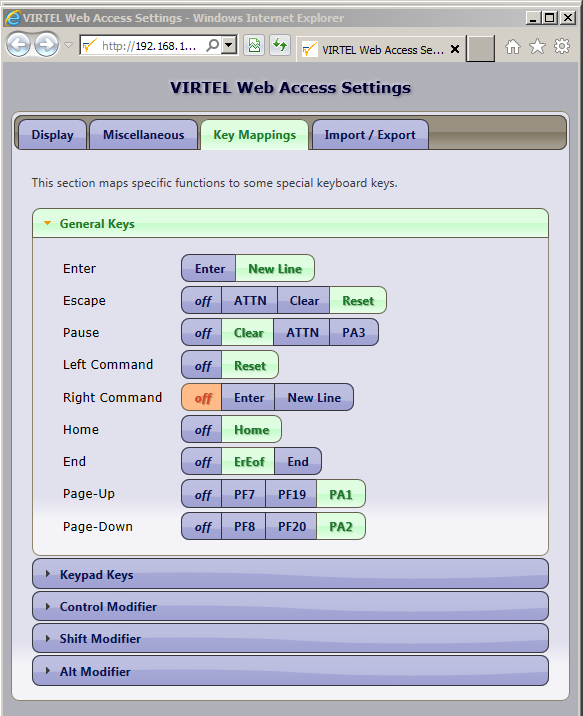 VIRTEL Web Access Settings - Windows Internet Explorer
http://192.168.1...
VIRTEL Web Access Se...
VIRTEL Web Access Settings
Display Miscellaneous Key Mappings Import / Export
This section maps specific functions to some special keyboard keys.
General Keys
Enter Enter New Line
Escape off ATTN Clear Reset
Pause off Clear ATTN PA3
Left Command off Reset
Right Command off Enter New Line
Home off Home
End off ErEof End
Page-Up off PF7 PF19 PA1
Page-Down off PF8 PF20 PA2
Keypad Keys
Control Modifier
Shift Modifier
Alt Modifier